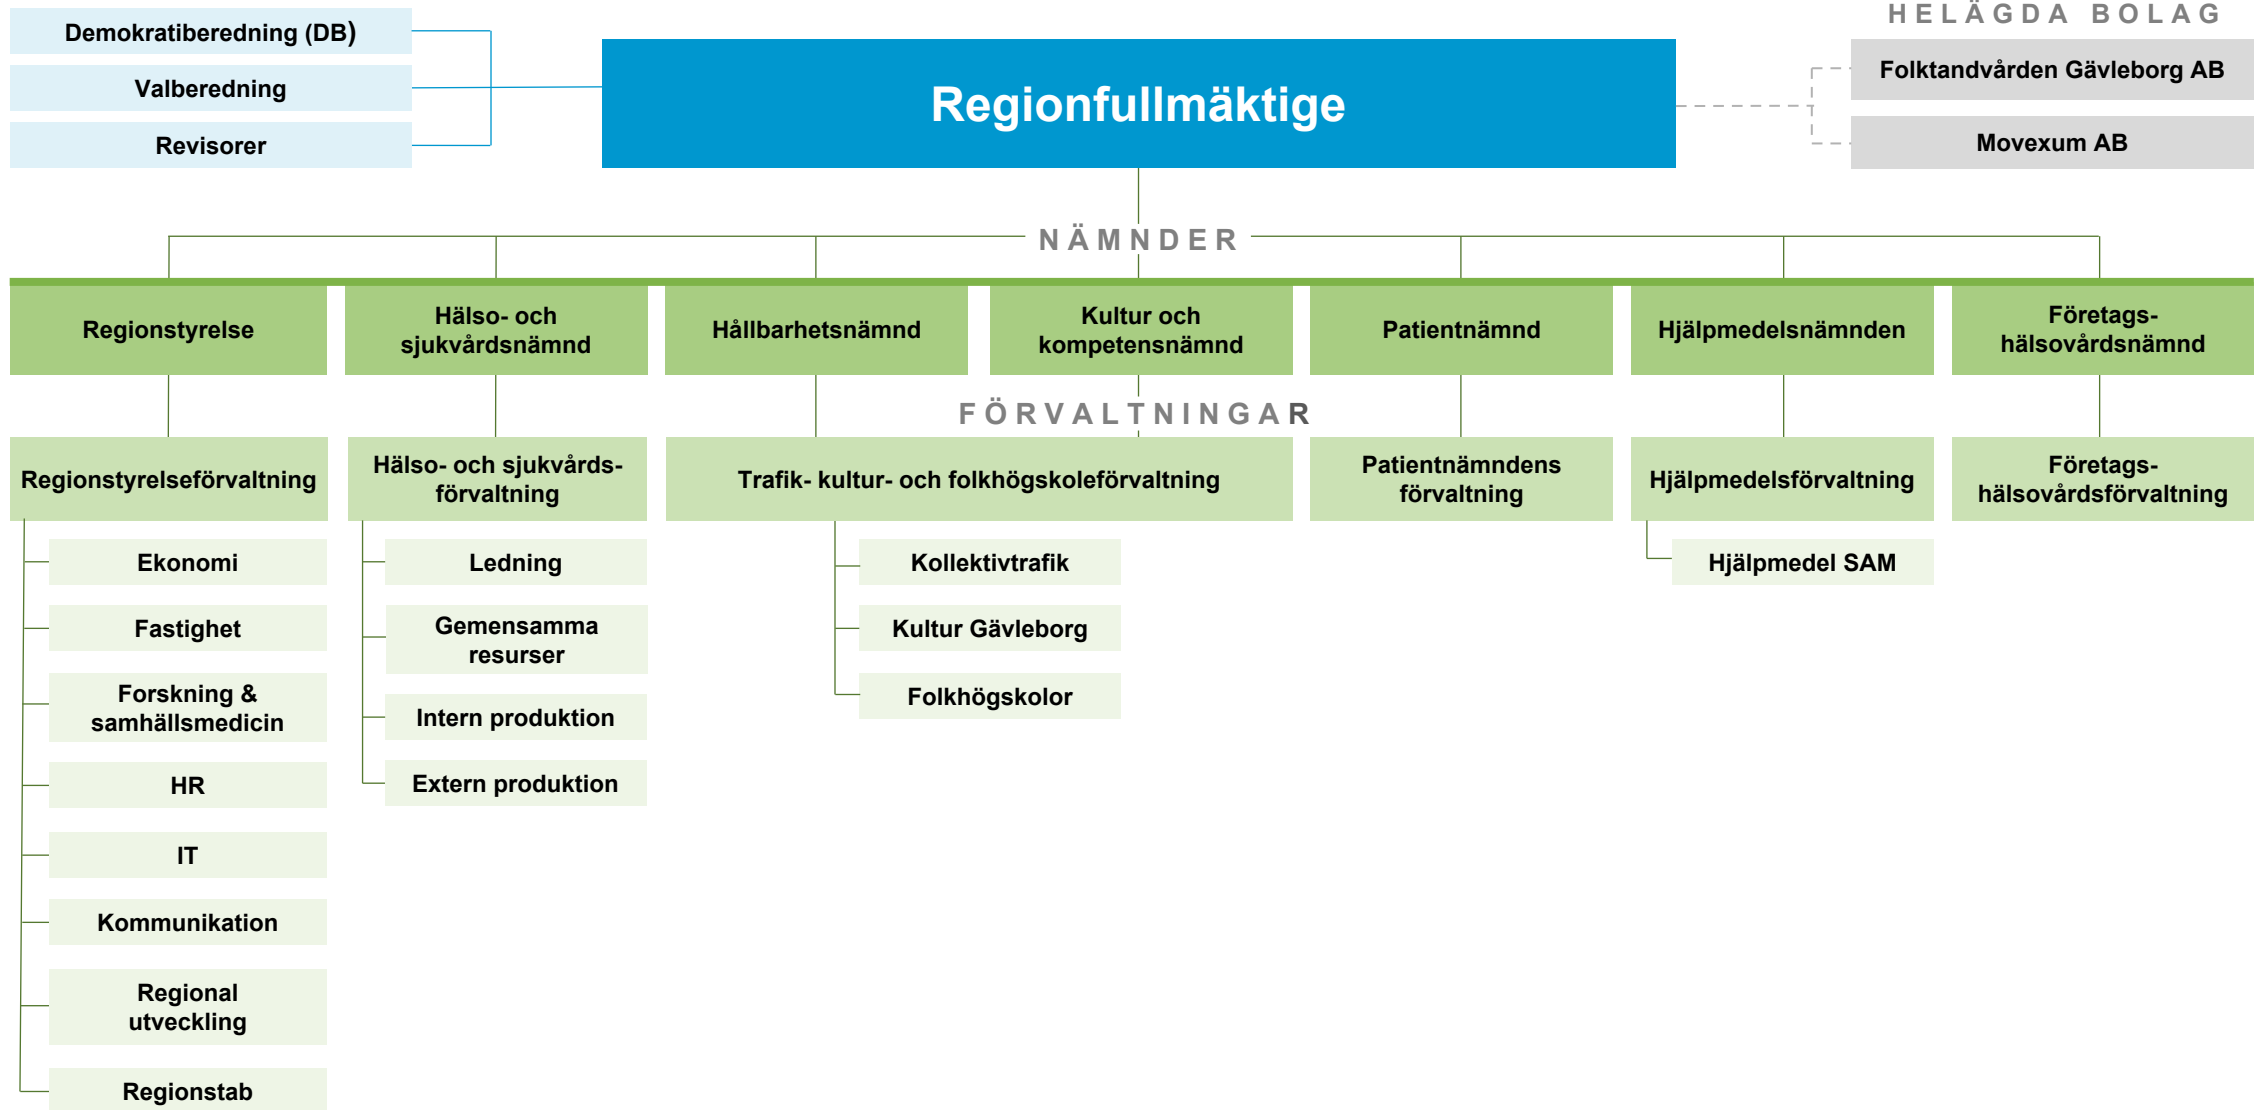 HELÄGDA BOLAG
Demokratiberedning (DB)
Valberedning
Revisorer
Regionfullmäktige
Folktandvården Gävleborg AB
Movexum AB
NÄMNDER
Regionstyrelse
Hälso- och
sjukvårdsnämnd
Hållbarhetsnämnd
Kultur och
kompetensnämnd
Patientnämnd
Hjälpmedelsnämnden
Företags-
hälsovårdsnämnd
FÖRVALTNINGAR
Regionstyrelseförvaltning
Hälso- och sjukvårds-
förvaltning
Trafik- kultur- och folkhögskoleförvaltning
Patientnämndens
förvaltning
Hjälpmedelsförvaltning
Företags-
hälsovårdsförvaltning
Ekonomi
Fastighet
Forskning &
samhällsmedicin
HR
IT
Kommunikation
Regional
utveckling
Regionstab
Ledning
Gemensamma
resurser
Intern produktion
Extern produktion
Kollektivtrafik
Kultur Gävleborg
Folkhögskolor
Hjälpmedel SAM